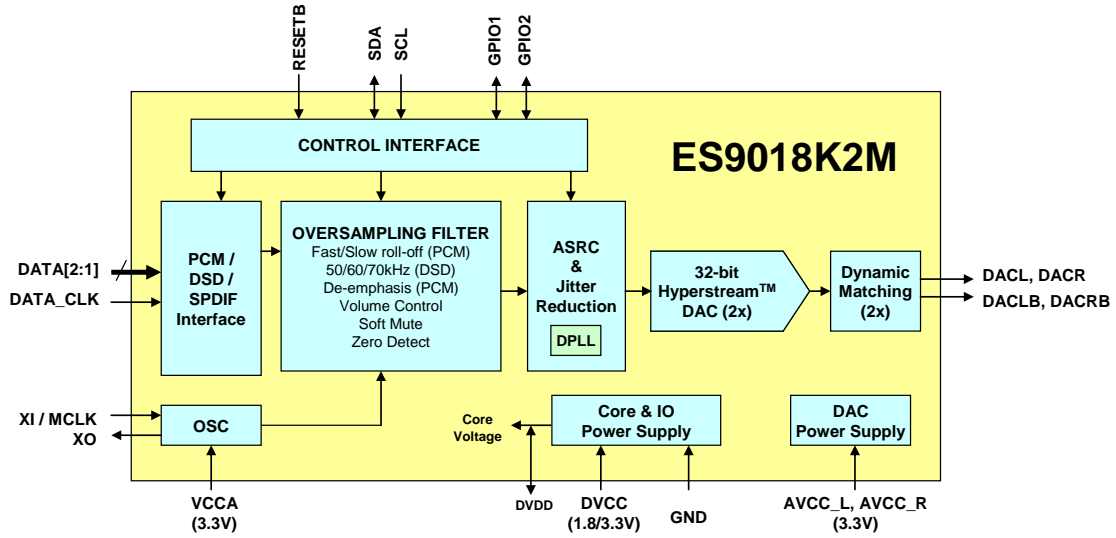 RESETB
SDA
SCL
GPIO1
GPIO2
CONTROL INTERFACE
ES9018K2M
DATA[2:1]
DATA_CLK
PCM /
DSD /
SPDIF
Interface
OVERSAMPLING FILTER
Fast/Slow roll-off (PCM)
50/60/70kHz (DSD)
De-emphasis (PCM)
Volume Control
Soft Mute
Zero Detect
ASRC
&
Jitter
Reduction
DPLL
32-bit
Hyperstream™
DAC (2x)
Dynamic
Matching
(2x)
DACL, DACR
DACLB, DACRB
XI / MCLK
XO
OSC
Core
Voltage
Core & IO
Power Supply
DAC
Power Supply
VCCA
(3.3V)
DVDD
DVCC
(1.8/3.3V)
GND
AVCC_L, AVCC_R
(3.3V)